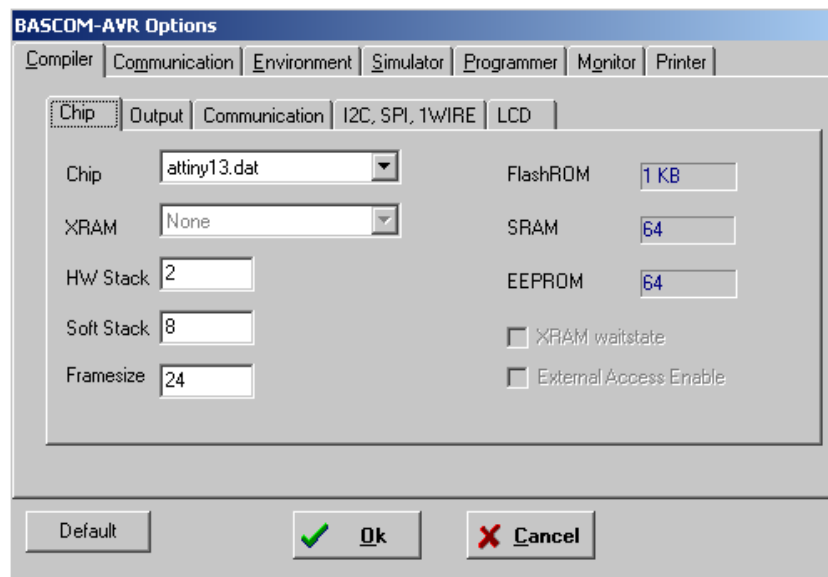 BASCOM-AVR Options
Compiler Communication Environment Simulator Programmer Monitor Printer
Chip Output Communication I2C, SPI, 1WIRE LCD
Chip attiny13.dat FlashROM 1 KB
XRAM None SRAM 64
HW Stack 2 EEPROM 64
Soft Stack 8 XRAM waitstate
Framesize 24 External Access Enable
Default Ok Cancel